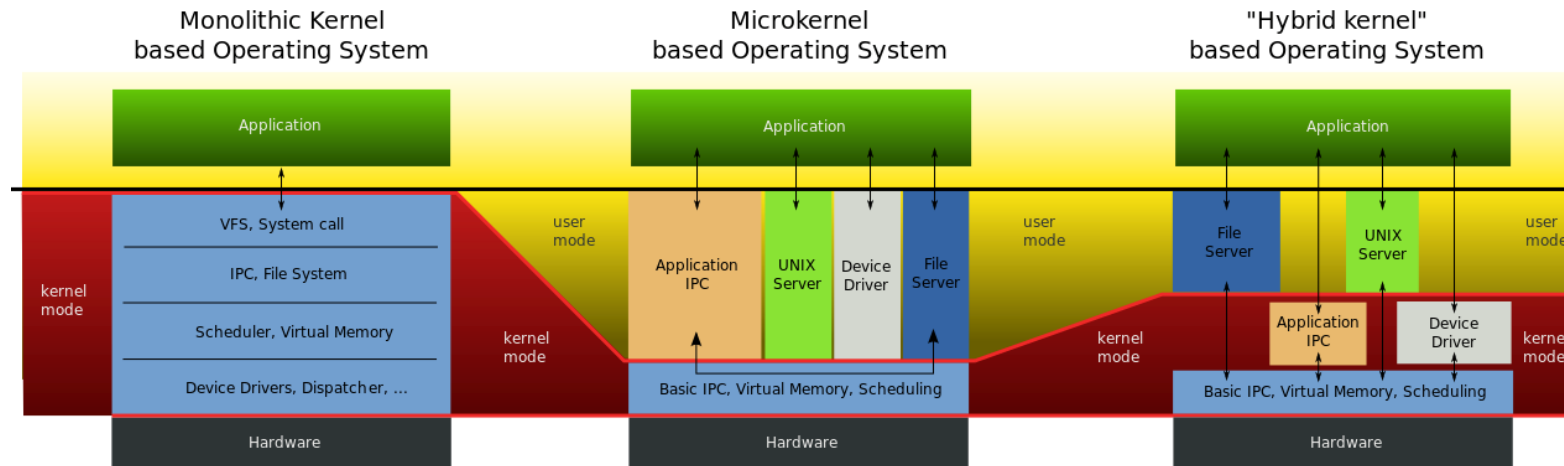 Monolithic Kernel
based Operating System
Microkernel
based Operating System
"Hybrid kernel"
based Operating System
Application
VFS, System call
IPC, File System
Scheduler, Virtual Memory
Device Drivers, Dispatcher, ...
Hardware
kernel
mode
kernel
mode
user
mode
Application
Application
IPC
UNIX
Server
Device
Driver
File
Server
Basic IPC, Virtual Memory, Scheduling
Hardware
user
mode
kernel
mode
Application
File
Server
UNIX
Server
Application
IPC
Device
Driver
Basic IPC, Virtual Memory, Scheduling
Hardware
user
mode
kernel
mode